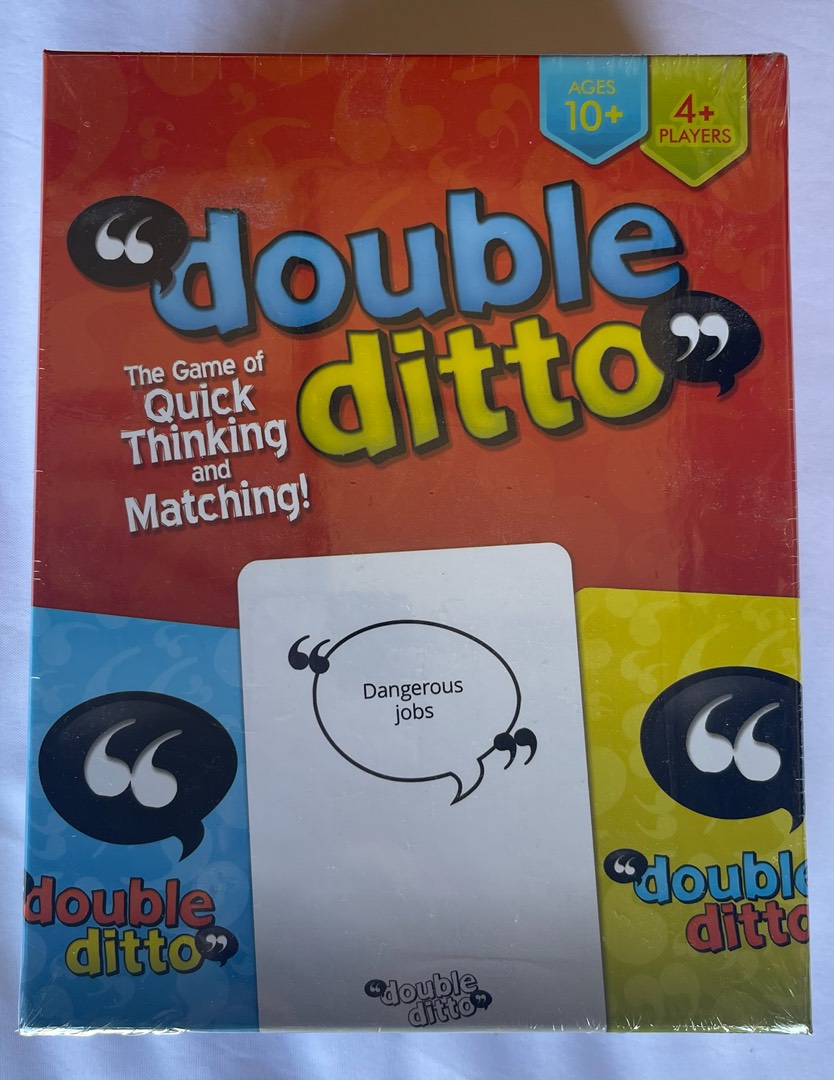 AGES
10+
4+
PLAYERS
“double
ditto”
The Game of
Quick
Thinking
and
Matching!
“
Dangerous
jobs
”
“
double
ditto”
“
“double
ditto
“double
ditto”